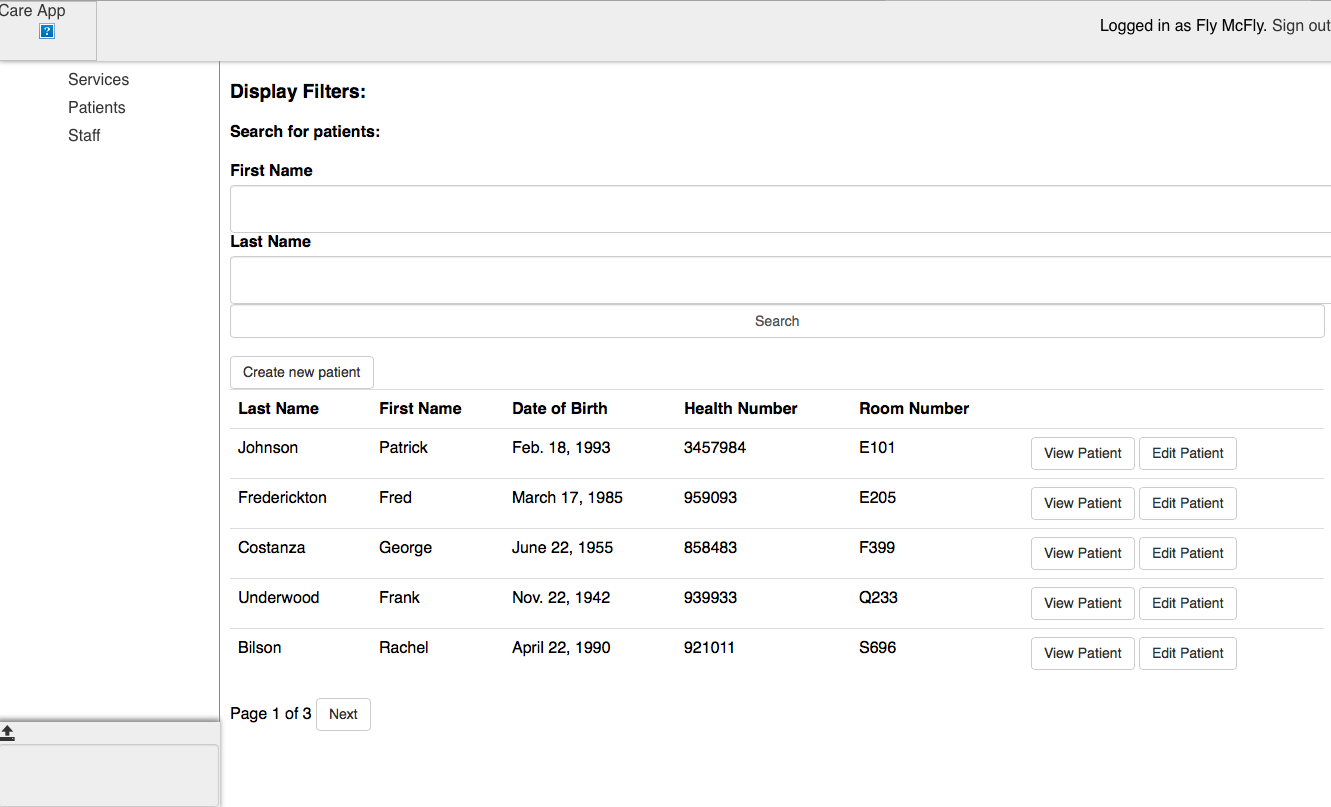 Care App
Logged in as Fly McFly. Sign out
Services
Patients
Staff
Display Filters:
Search for patients:
First Name
Last Name
Search
Create new patient
Last Name First Name Date of Birth Health Number Room Number
Johnson Patrick Feb. 18, 1993 3457984 E101 View Patient Edit Patient
Frederickton Fred March 17, 1985 959093 E205 View Patient Edit Patient
Costanza George June 22, 1955 858483 F399 View Patient Edit Patient
Underwood Frank Nov. 22, 1942 939933 Q233 View Patient Edit Patient
Bilson Rachel April 22, 1990 921011 S696 View Patient Edit Patient
Page 1 of 3 Next